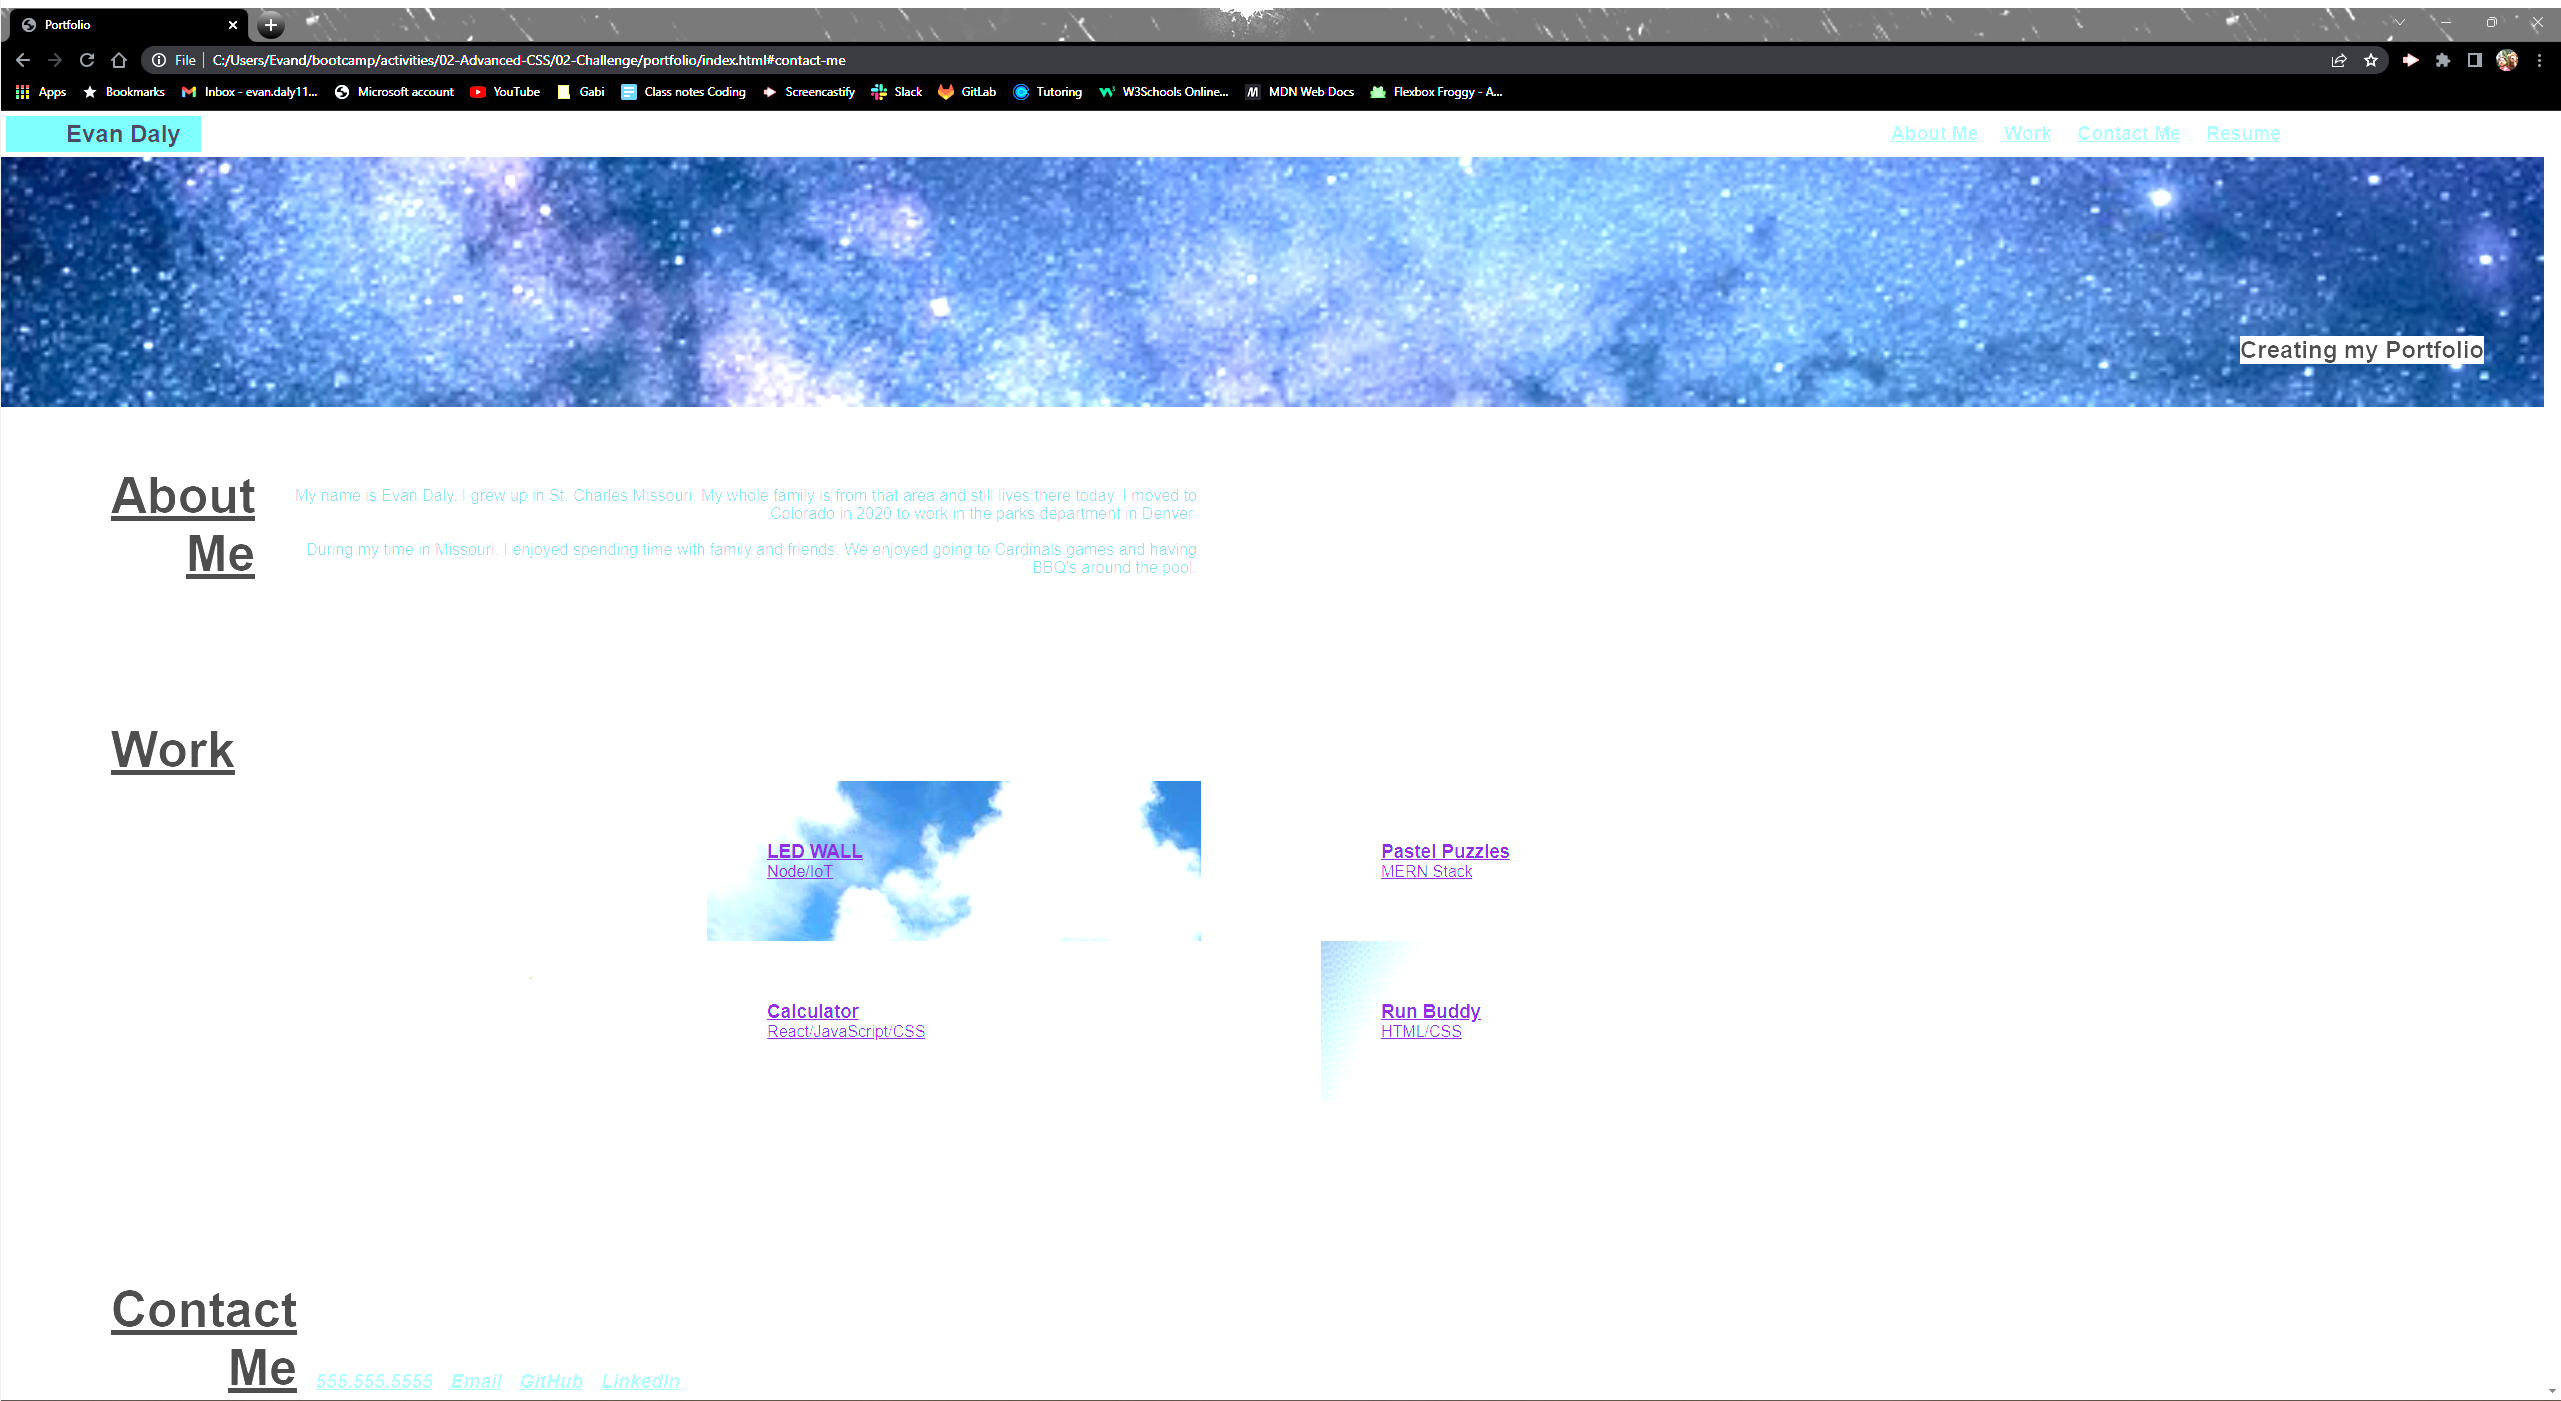 Portfolio
File C:/Users/Evand/bootcamp/activities/02-Advanced-CSS/02-Challenge/portfolio/index.html#contact-me
Apps Bookmarks Inbox - evan.daly11... Microsoft account YouTube Gabi Class notes Coding Screencastify Slack GitLab Tutoring W3Schools Online... MDN Web Docs Flexbox Froggy - A...
Evan Daly About Me Work Contact Me Resume
Creating my Portfolio
About
Me
My name is Evan Daly. I grew up in St. Charles Missouri. My whole family is from that area and still lives there today. I moved to
Colorado in 2020 to work in the parks department in Denver.
During my time in Missouri. I enjoyed spending time with family and friends. We enjoyed going to Cardinals games and having
BBQ's around the pool.
Work
LED WALL
Node/IoT
Pastel Puzzles
MERN Stack
Calculator
React/JavaScript/CSS
Run Buddy
HTML/CSS
Contact
Me
555.555.5555 Email GitHub LinkedIn